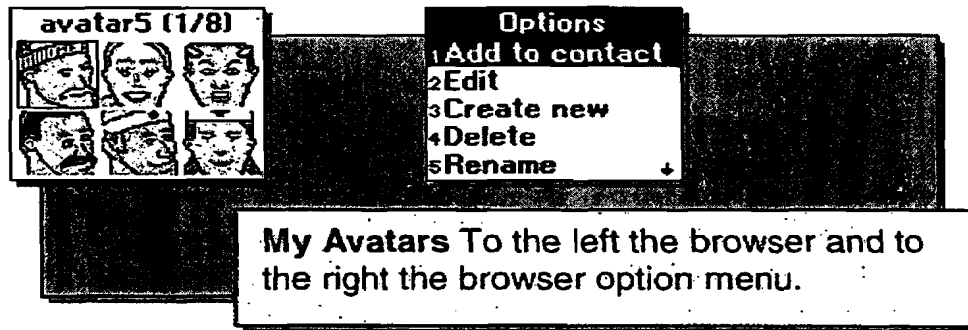 avatar5 (1/8)
Options
1Add to contact
2Edit
3Create new
4Delete
5Rename
My Avatars To the left the browser and to
the right the browser option menu.